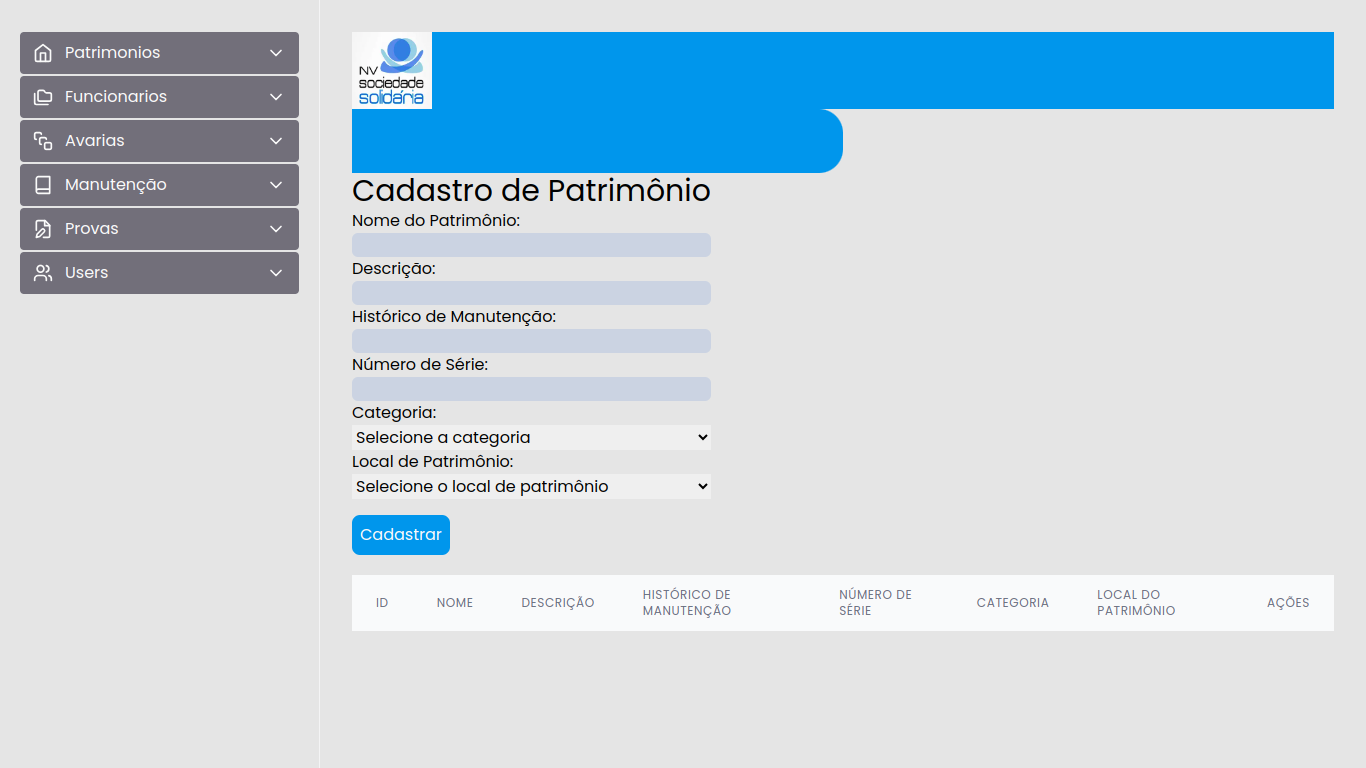 Patrimonios
Funcionarios
Avarias
Manutenção
Provas
Users
NV
sociedade
solidária
Cadastro de Patrimônio
Nome do Patrimônio:
Descrição:
Histórico de Manutenção:
Número de Série:
Categoria:
Selecione a categoria
Local de Patrimônio:
Selecione o local de patrimônio
Cadastrar
ID NOME DESCRIÇÃO HISTÓRICO DE MANUTENÇÃO NÚMERO DE SÉRIE CATEGORIA LOCAL DO PATRIMÔNIO AÇÕES